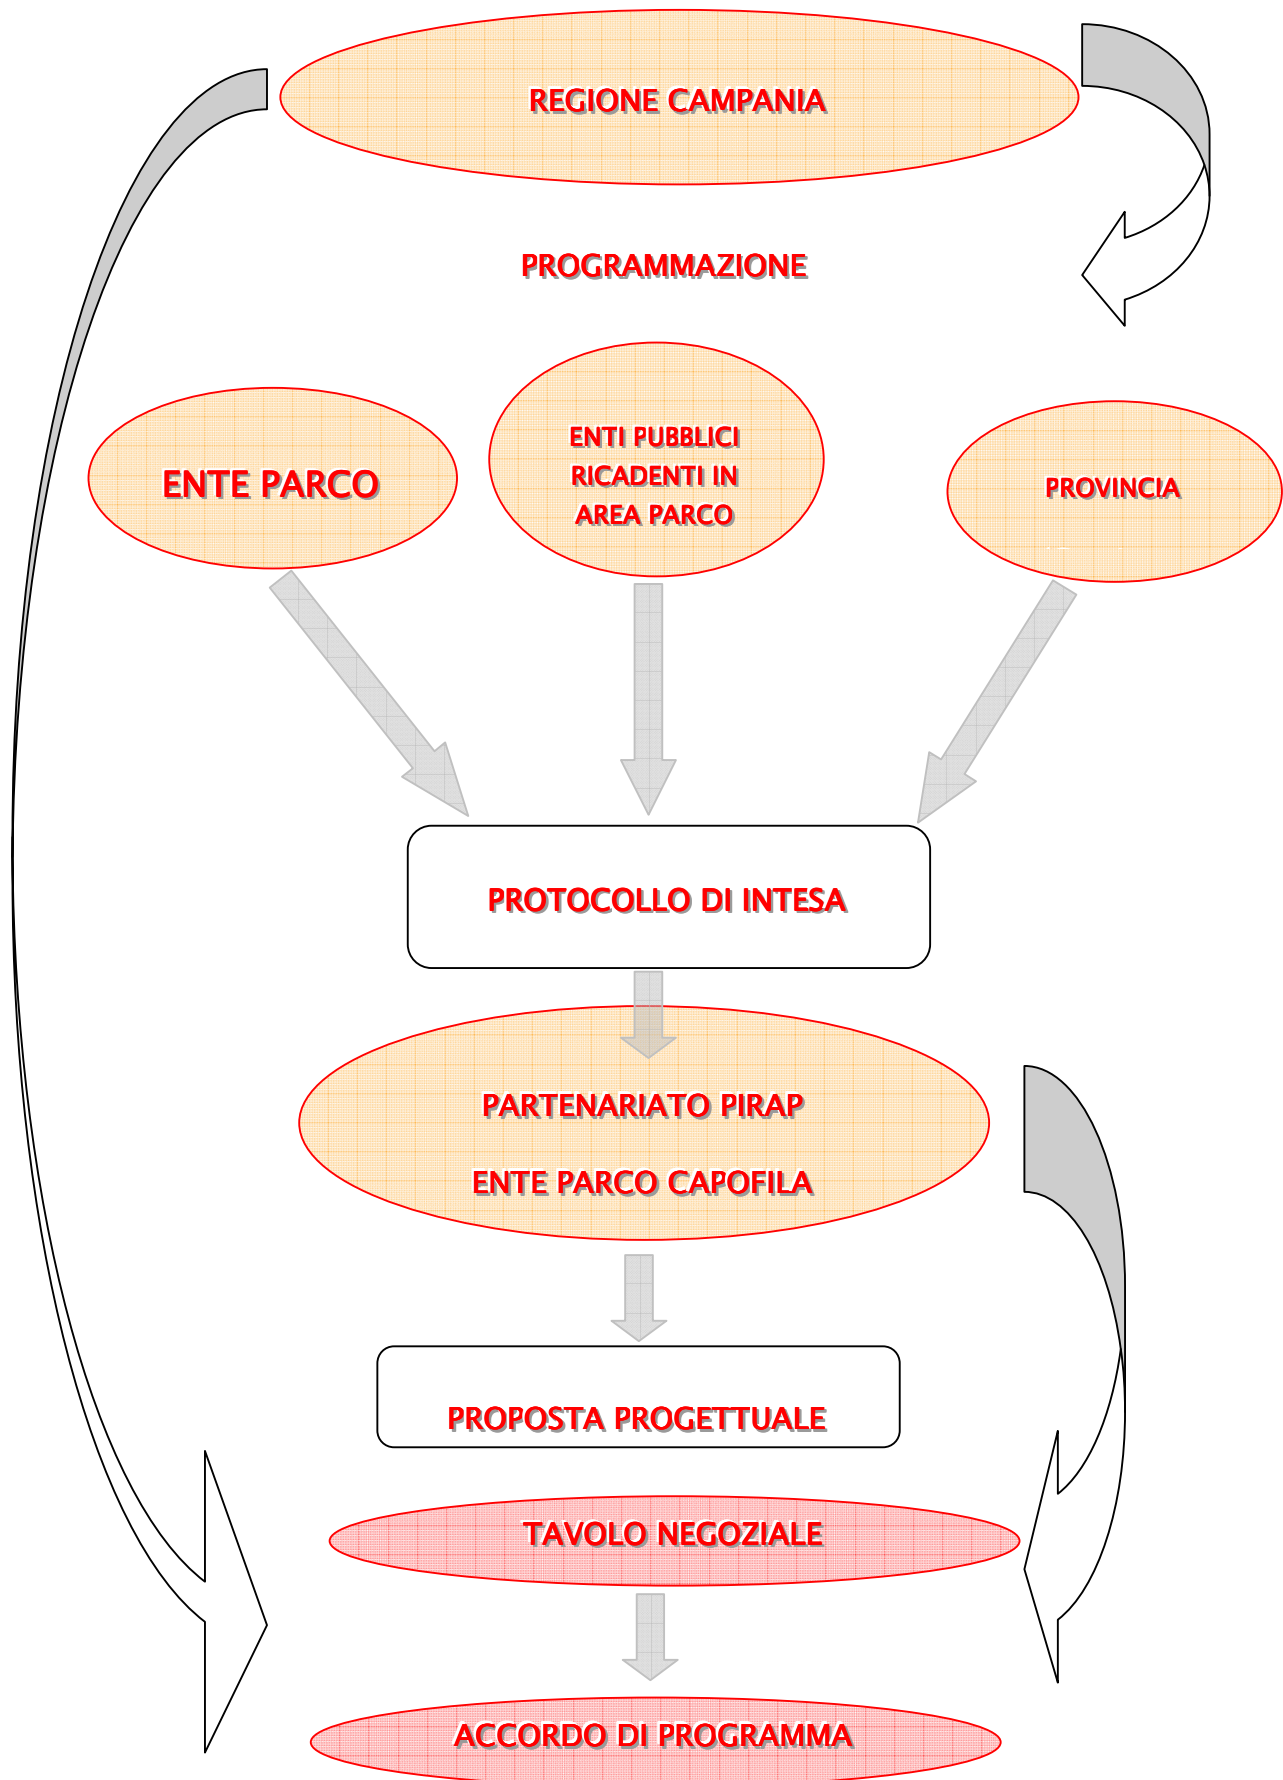 REGIONE CAMPANIA
PROGRAMMAZIONE
ENTE PARCO
ENTI PUBBLICI
RICADENTI IN
AREA PARCO
PROVINCIA
PROTOCOLLO DI INTESA
PARTENARIATO PIRAP
ENTE PARCO CAPOFILA
PROPOSTA PROGETTUALE
TAVOLO NEGOZIALE
ACCORDO DI PROGRAMMA